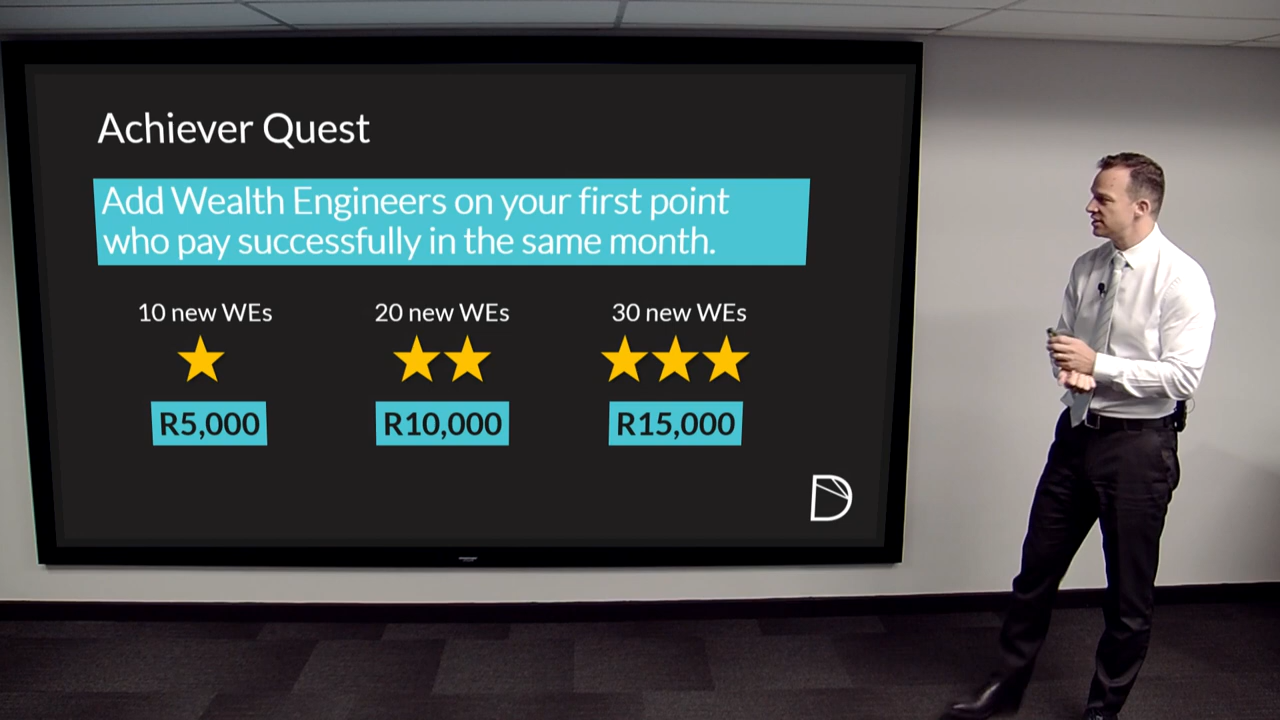 Achiever Quest
Add Wealth Engineers on your first point
who pay successfully in the same month.
10 new WEs 20 new WEs 30 new WEs
R5,000 R10,000 R15,000